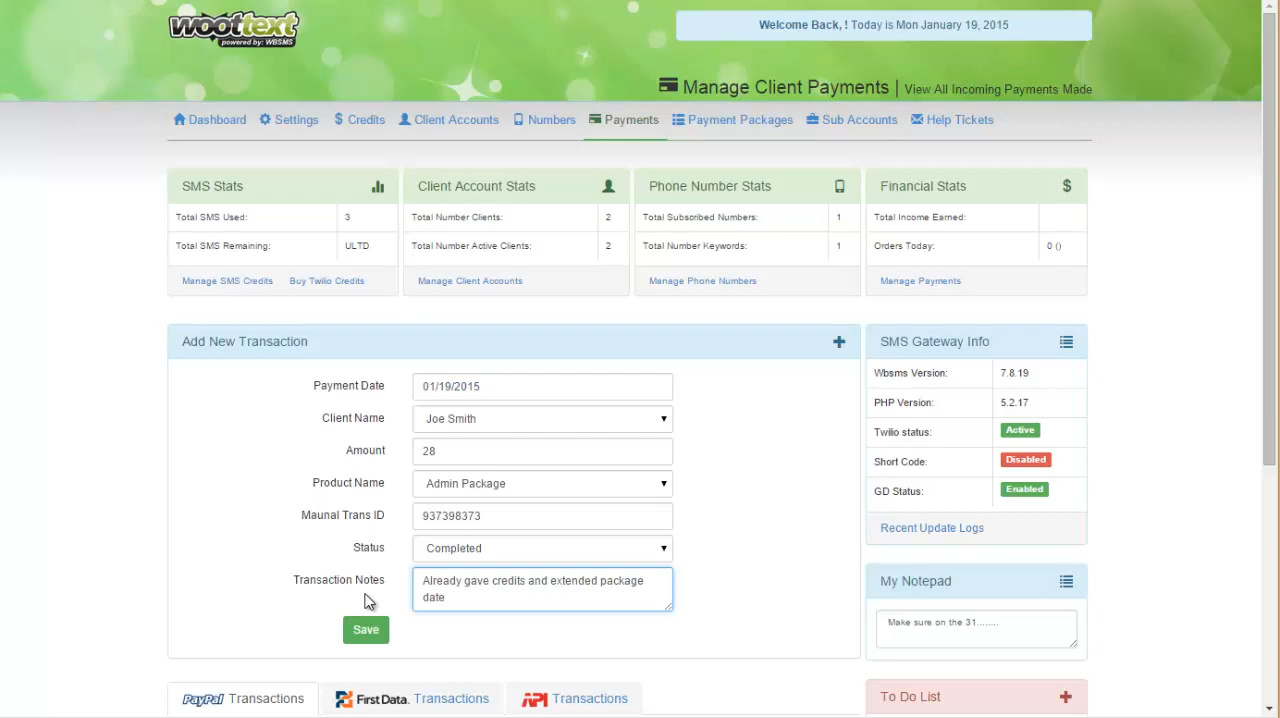 woottext
powered by: WBSMS
Welcome Back, ! Today is Mon January 19, 2015
Manage Client Payments | View All Incoming Payments Made
Dashboard Settings Credits Client Accounts Numbers Payments Payment Packages Sub Accounts Help Tickets
SMS Stats
Total SMS Used: 3
Total SMS Remaining: ULTD
Manage SMS Credits Buy Twilio Credits
Client Account Stats
Total Number Clients: 2
Total Number Active Clients: 2
Manage Client Accounts
Phone Number Stats
Total Subscribed Numbers: 1
Total Number Keywords: 1
Manage Phone Numbers
Financial Stats $
Total Income Earned:
Orders Today: 0 ()
Manage Payments
Add New Transaction
Payment Date 01/19/2015
Client Name Joe Smith
Amount 28
Product Name Admin Package
Maunal Trans ID 937398373
Status Completed
Transaction Notes Already gave credits and extended package
date
Save
SMS Gateway Info
Wbsms Version: 7.8.19
PHP Version: 5.2.17
Twilio status: Active
Short Code: Disabled
GD Status: Enabled
Recent Update Logs
My Notepad
Make sure on the 31........
PayPal Transactions First Data. Transactions API Transactions
To Do List